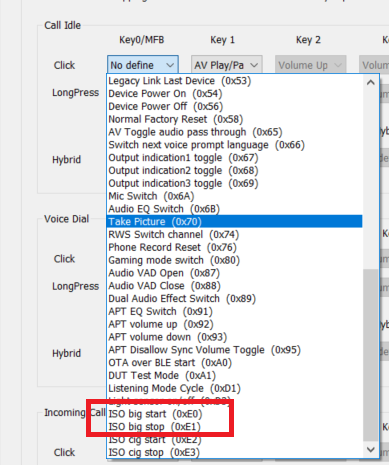 Call Idle
Key0/MFB Key 1 Key 2
Click No define AV Play/Pa Volume Up
Legacy Link Last Device (0x53)
LongPress Device Power On (0x54)
Device Power Off (0x56)
Normal Factory Reset (0x58)
AV Toggle audio pass through (0x65)
Switch next voice prompt language (0x66)
Hybrid Output indication1 toggle (0x67)
Output indication2 toggle (0x68)
Output indication3 toggle (0x69)
Mic Switch (0x6A)
Audio EQ Switch (0x6B)
Voice Dial Take Picture (0x70)
RWS Switch channel (0x74)
Phone Record Reset (0x76)
Click Gaming mode switch (0x80)
Audio VAD Open (0x87)
LongPress Audio VAD Close (0x88)
Dual Audio Effect Switch (0x89)
APT EQ Switch (0x91)
APT volume up (0x92)
APT volume down (0x93)
Hybrid APT Disallow Sync Volume Toggle (0x95)
OTA over BLE start (0xA0)
DUT Test Mode (0xA1)
Listening Mode Cycle (0xD1)
Incoming Call ISO big start (0xE0)
ISO big stop (0xE1)
ISO cig start (0xE2)
Click ISO cig stop (0xE3)